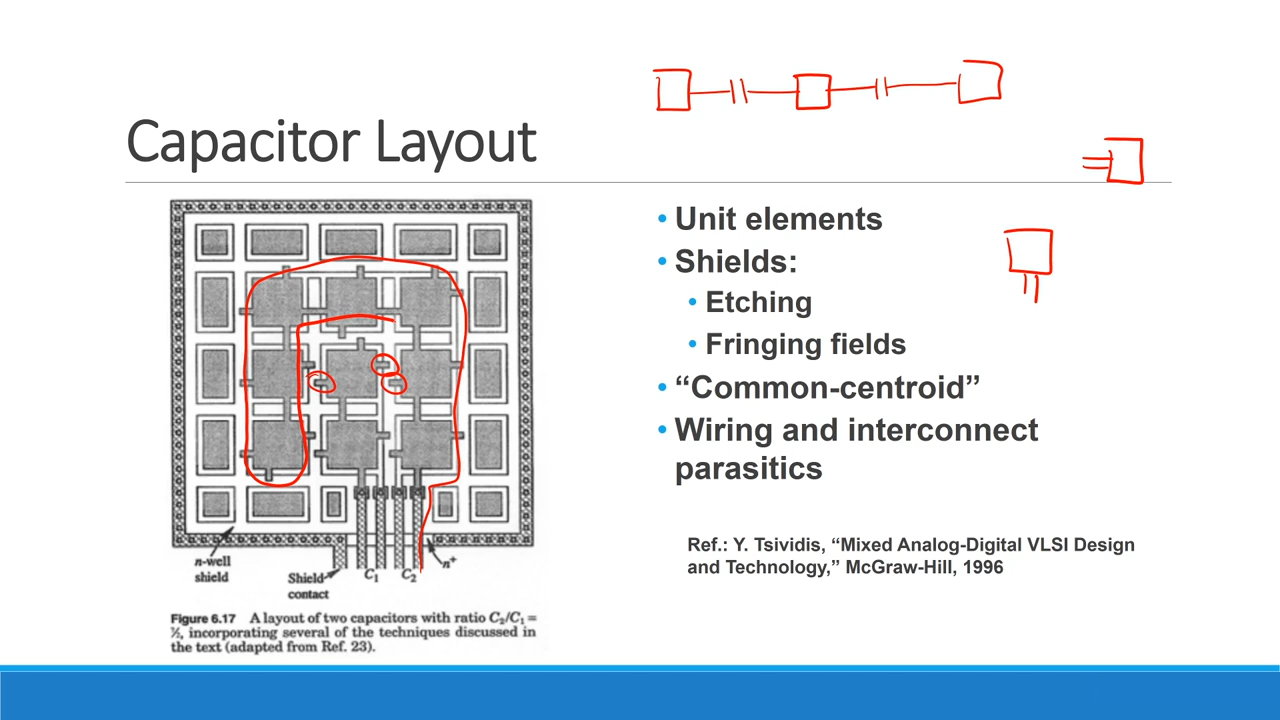 Capacitor Layout
• Unit elements
• Shields:
• Etching
• Fringing fields
• “Common-centroid”
• Wiring and interconnect
parasitics
Ref.: Y. Tsividis, “Mixed Analog-Digital VLSI Design
and Technology,” McGraw-Hill, 1996
n-well
shield
Shield
contact
C₁
C₂
n⁺
Figure 6.17 A layout of two capacitors with ratio C₂/C₁ =
⅗, incorporating several of the techniques discussed in
the text (adapted from Ref. 23).